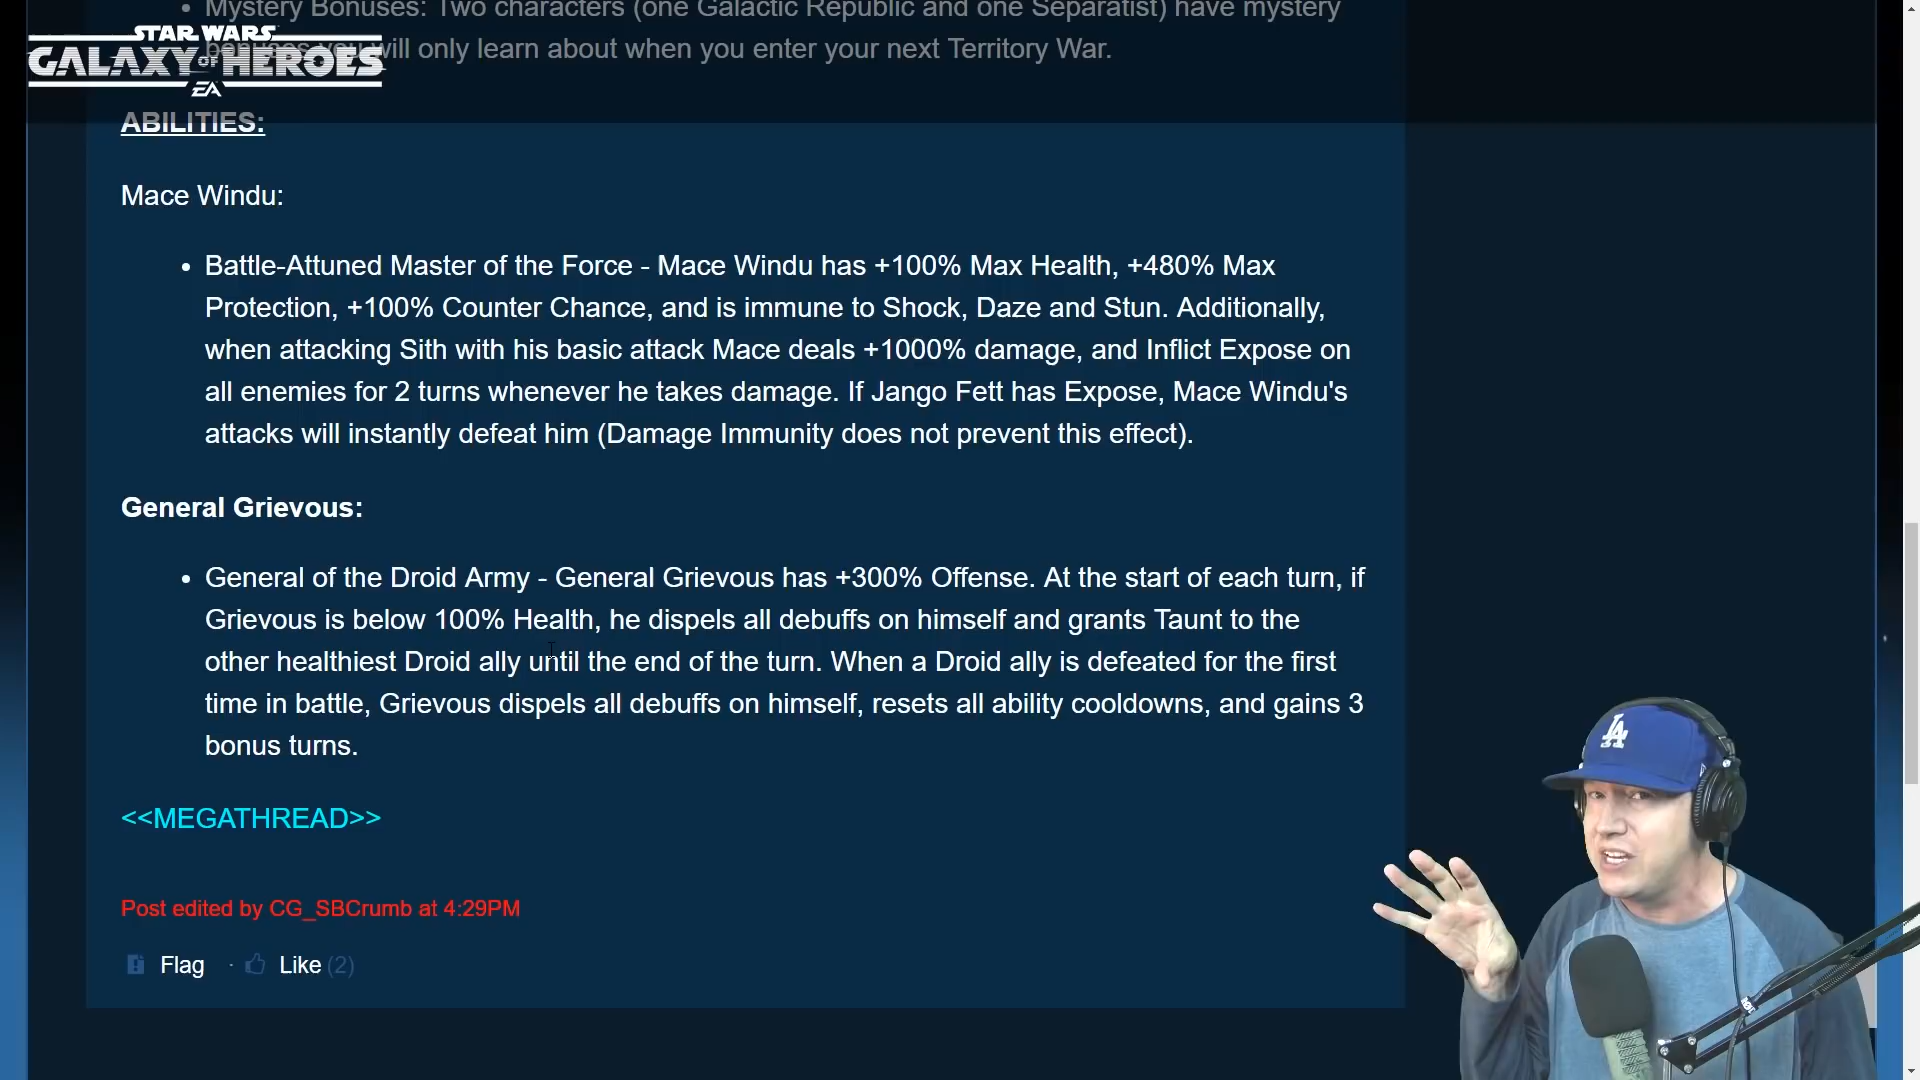 Mystery Bonuses: Two characters (one Galactic Republic and one Separatist) have mystery
bonuses you will only learn about when you enter your next Territory War.
STAR WARS
GALAXY OF HEROES
EA
ABILITIES:
Mace Windu:
Battle-Attuned Master of the Force - Mace Windu has +100% Max Health, +480% Max
Protection, +100% Counter Chance, and is immune to Shock, Daze and Stun. Additionally,
when attacking Sith with his basic attack Mace deals +1000% damage, and Inflict Expose on
all enemies for 2 turns whenever he takes damage. If Jango Fett has Expose, Mace Windu's
attacks will instantly defeat him (Damage Immunity does not prevent this effect).
General Grievous:
General of the Droid Army - General Grievous has +300% Offense. At the start of each turn, if
Grievous is below 100% Health, he dispels all debuffs on himself and grants Taunt to the
other healthiest Droid ally until the end of the turn. When a Droid ally is defeated for the first
time in battle, Grievous dispels all debuffs on himself, resets all ability cooldowns, and gains 3
bonus turns.
<<MEGATHREAD>>
Post edited by CG_SBCrumb at 4:29PM
Flag · Like (2)
LA